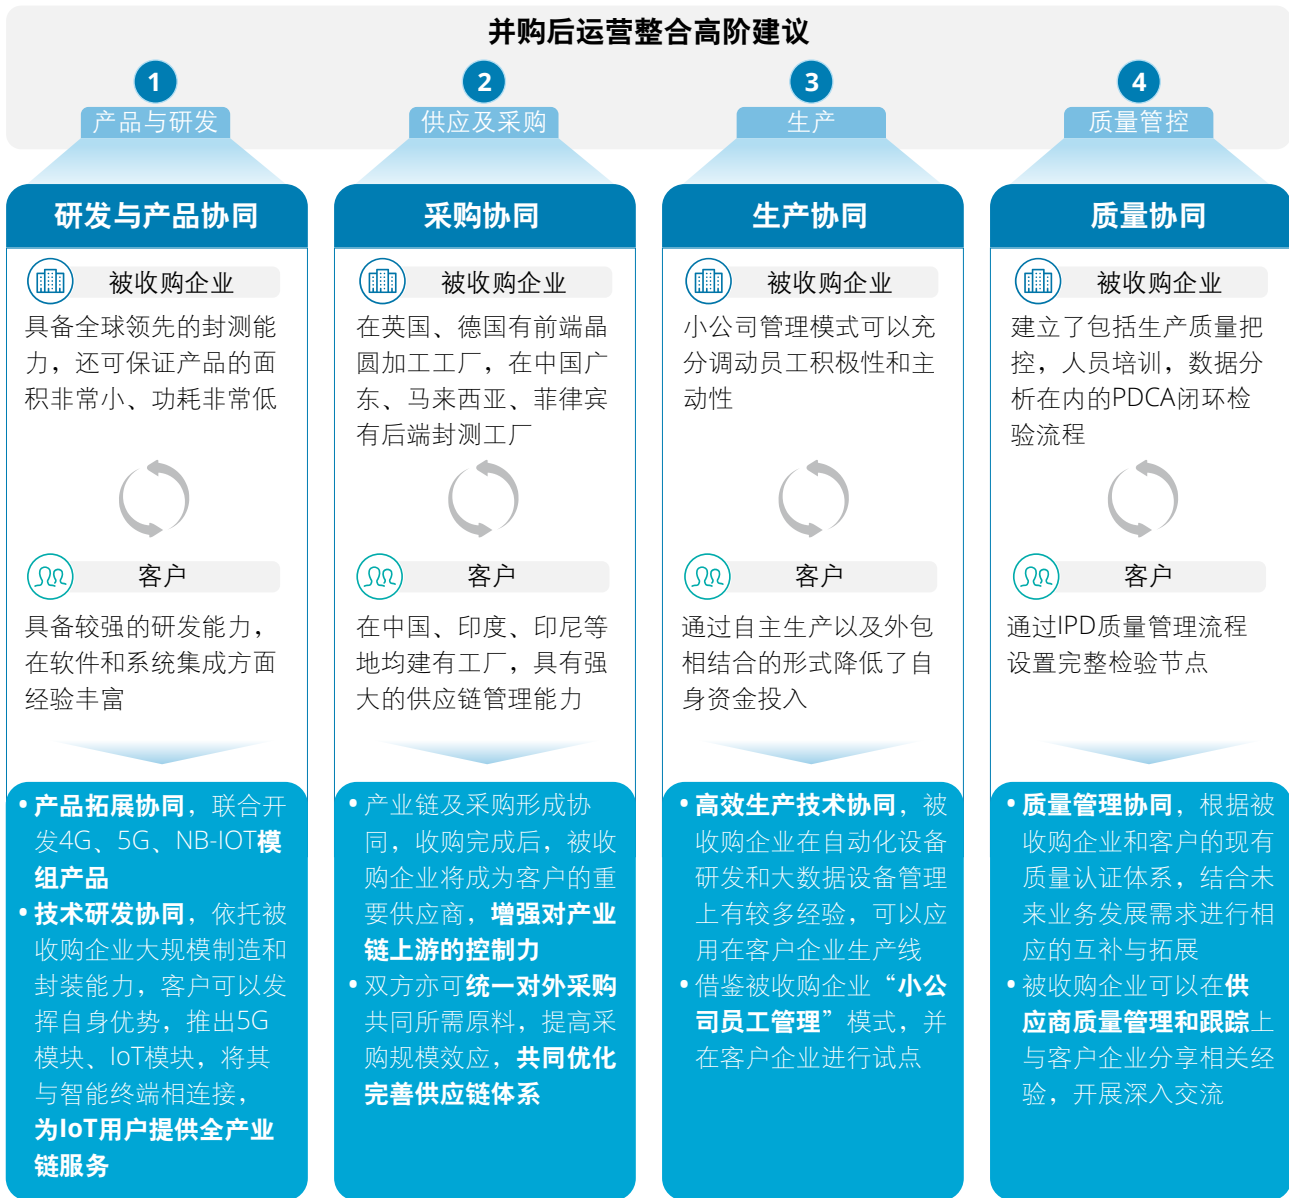 并购后运营整合高阶建议
1
产品与研发
2
供应及采购
3
生产
4
质量管控
研发与产品协同
被收购企业
具备全球领先的封测能
力，还可保证产品的面
积非常小、功耗非常低
客户
具备较强的研发能力，
在软件和系统集成方面
经验丰富
• 产品拓展协同，联合开
发4G、5G、NB-IOT模
组产品
• 技术研发协同，依托被
收购企业大规模制造和
封装能力，客户可以发
挥自身优势，推出5G
模块、IoT模块，将其
与智能终端相连接，
为IoT用户提供全产业
链服务
采购协同
被收购企业
在英国、德国有前端晶
圆加工工厂，在中国广
东、马来西亚、菲律宾
有后端封测工厂
客户
在中国、印度、印尼等
地均建有工厂，具有强
大的供应链管理能力
• 产业链及采购形成协
同，收购完成后，被收
购企业将成为客户的重
要供应商，增强对产业
链上游的控制力
• 双方亦可统一对外采购
共同所需原料，提高采
购规模效应，共同优化
完善供应链体系
生产协同
被收购企业
小公司管理模式可以充
分调动员工积极性和主
动性
客户
通过自主生产以及外包
相结合的形式降低了自
身资金投入
• 高效生产技术协同，被
收购企业在自动化设备
研发和大数据设备管理
上有较多经验，可以应
用在客户企业生产线
• 借鉴被收购企业“小公
司员工管理”模式，并
在客户企业进行试点
质量协同
被收购企业
建立了包括生产质量把
控，人员培训，数据分
析在内的PDCA闭环检
验流程
客户
通过IPD质量管理流程
设置完整检验节点
• 质量管理协同，根据被
收购企业和客户的现有
质量认证体系，结合未
来业务发展需求进行相
应的互补与拓展
• 被收购企业可以在供
应商质量管理和跟踪上
与客户企业分享相关经
验，开展深入交流